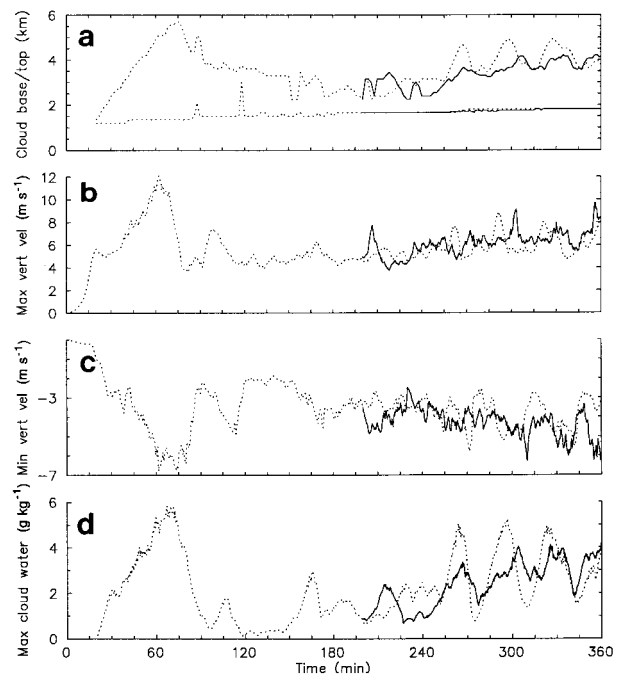 a
Cloud base/top (km)
6
4
2
0
b
Max vert vel (m s⁻¹)
12
10
8
6
4
2
0
c
Min vert vel (m s⁻¹)
-3
-7
d
Max cloud water (g kg⁻¹)
6
4
2
0
0 60 120 180 240 300 360
Time (min)